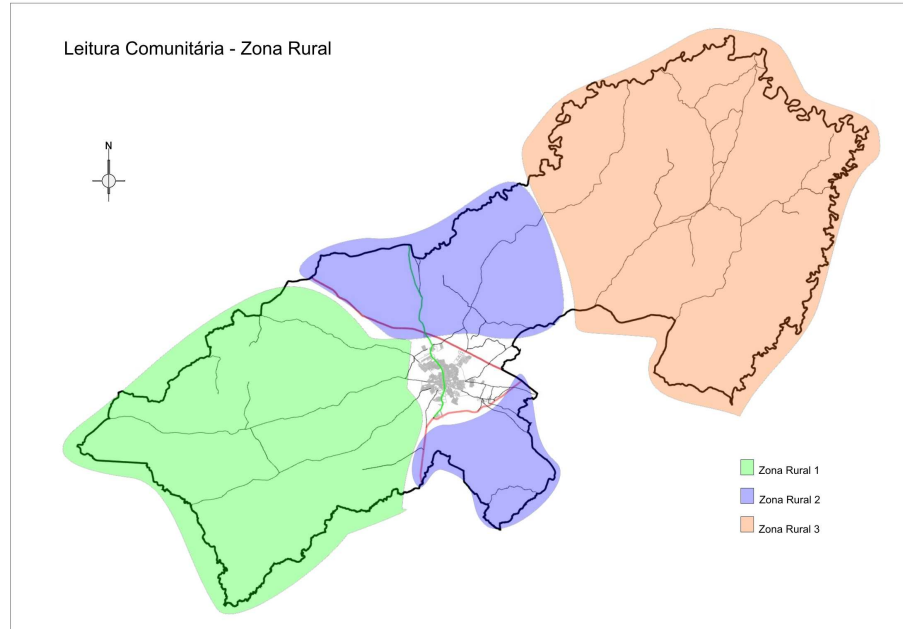 Leitura Comunitária - Zona Rural
N
Zona Rural 1
Zona Rural 2
Zona Rural 3